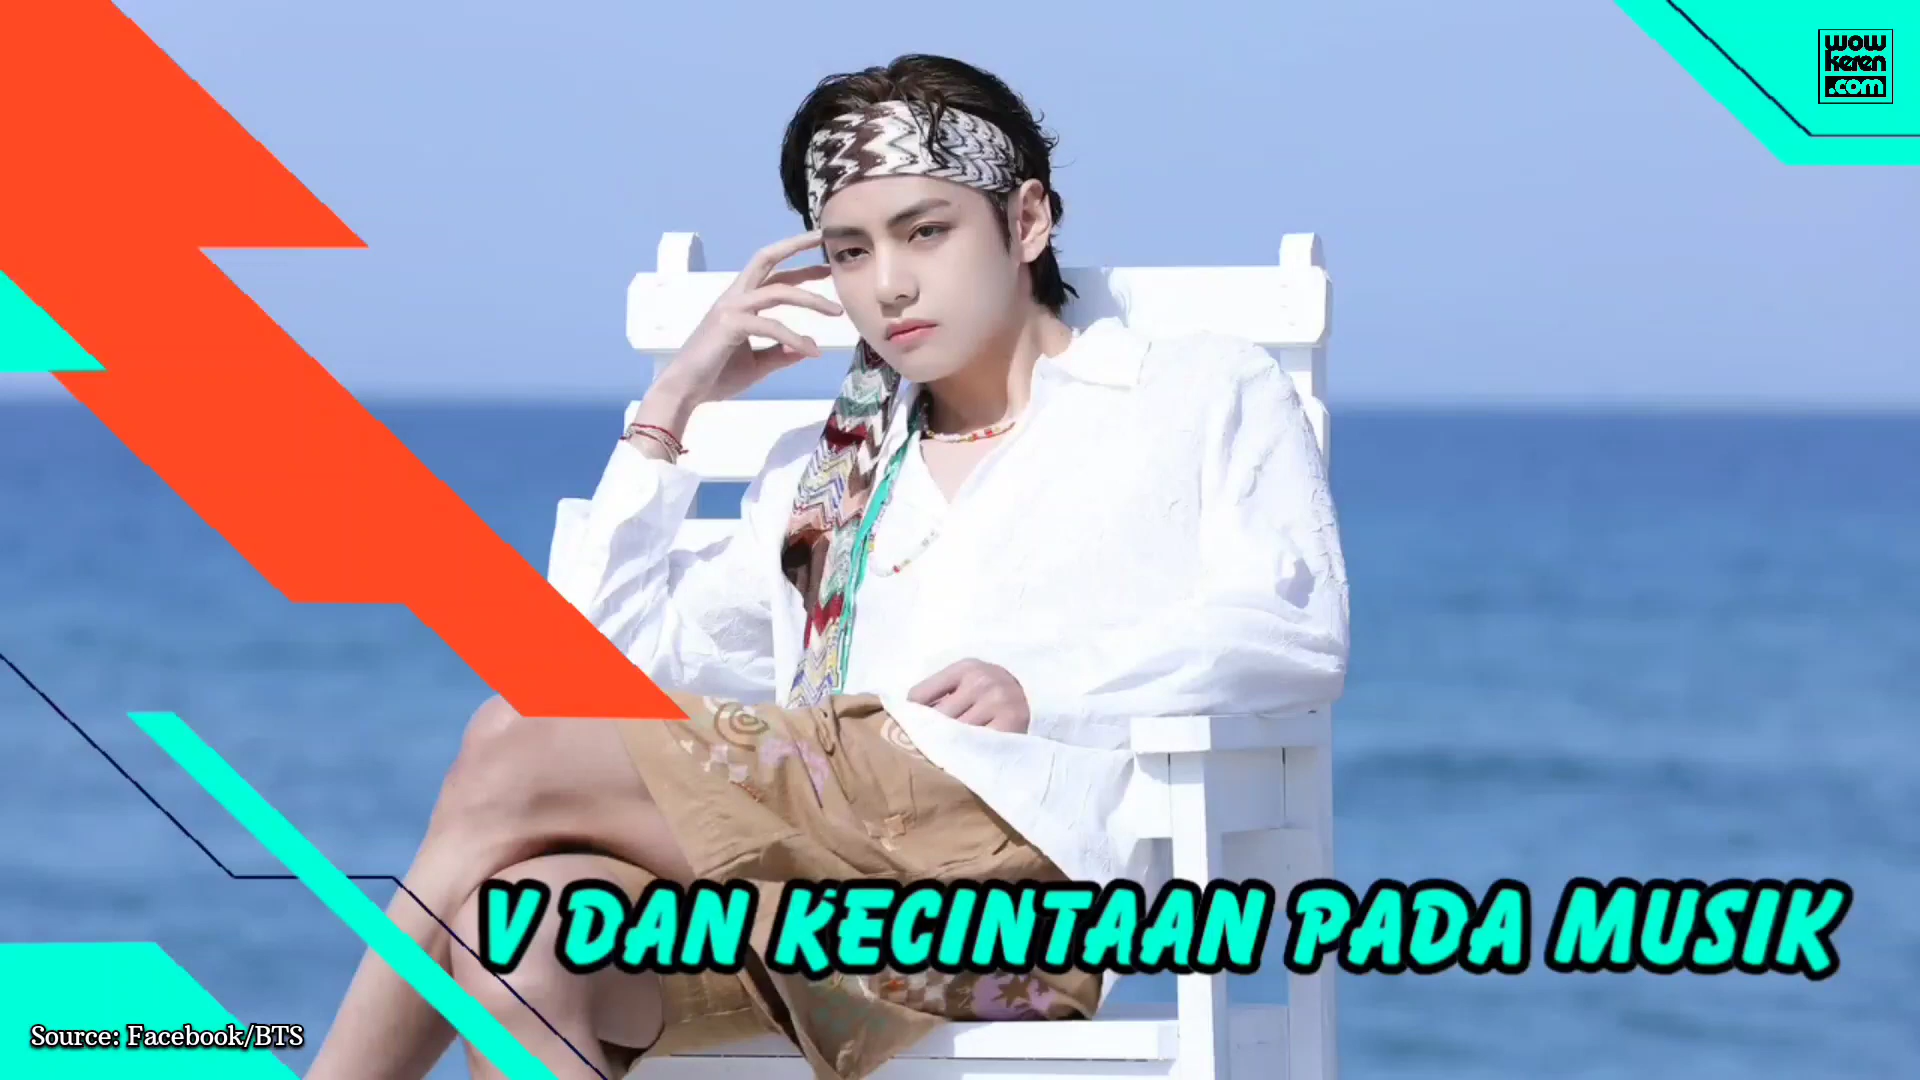 wow
keren
.com
V DAN KECINTAAN PADA MUSIK
Source: Facebook/BTS